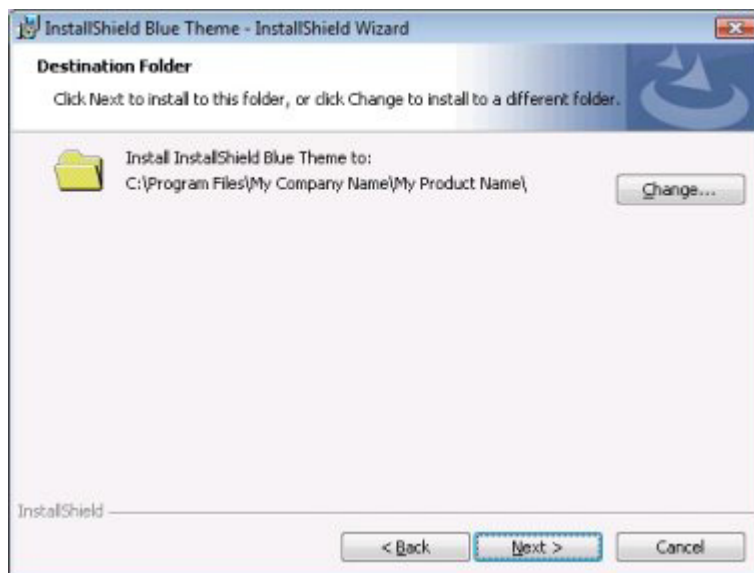 InstallShield Blue Theme - InstallShield Wizard
Destination Folder
Click Next to install to this folder, or click Change to install to a different folder.
Install InstallShield Blue Theme to:
C:\Program Files\My Company Name\My Product Name\
Change...
InstallShield
< Back
Next >
Cancel